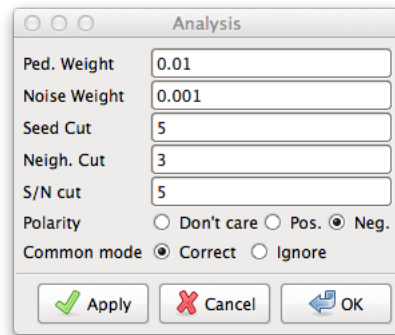 Analysis
Ped. Weight 0.01
Noise Weight 0.001
Seed Cut 5
Neigh. Cut 3
S/N cut 5
Polarity Don't care Pos. Neg.
Common mode Correct Ignore
Apply Cancel OK